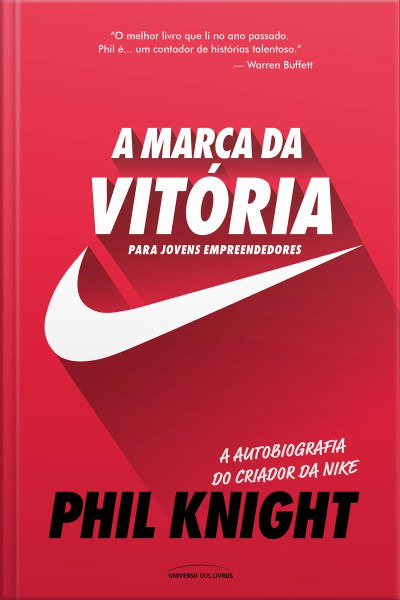 “O melhor livro que li no ano passado.
Phil é... um contador de histórias talentoso.”
— Warren Buffett
A MARCA DA
VITÓRIA
PARA JOVENS EMPREENDEDORES
A AUTOBIOGRAFIA
DO CRIADOR DA NIKE
PHIL KNIGHT
UNIVERSO DOS LIVROS